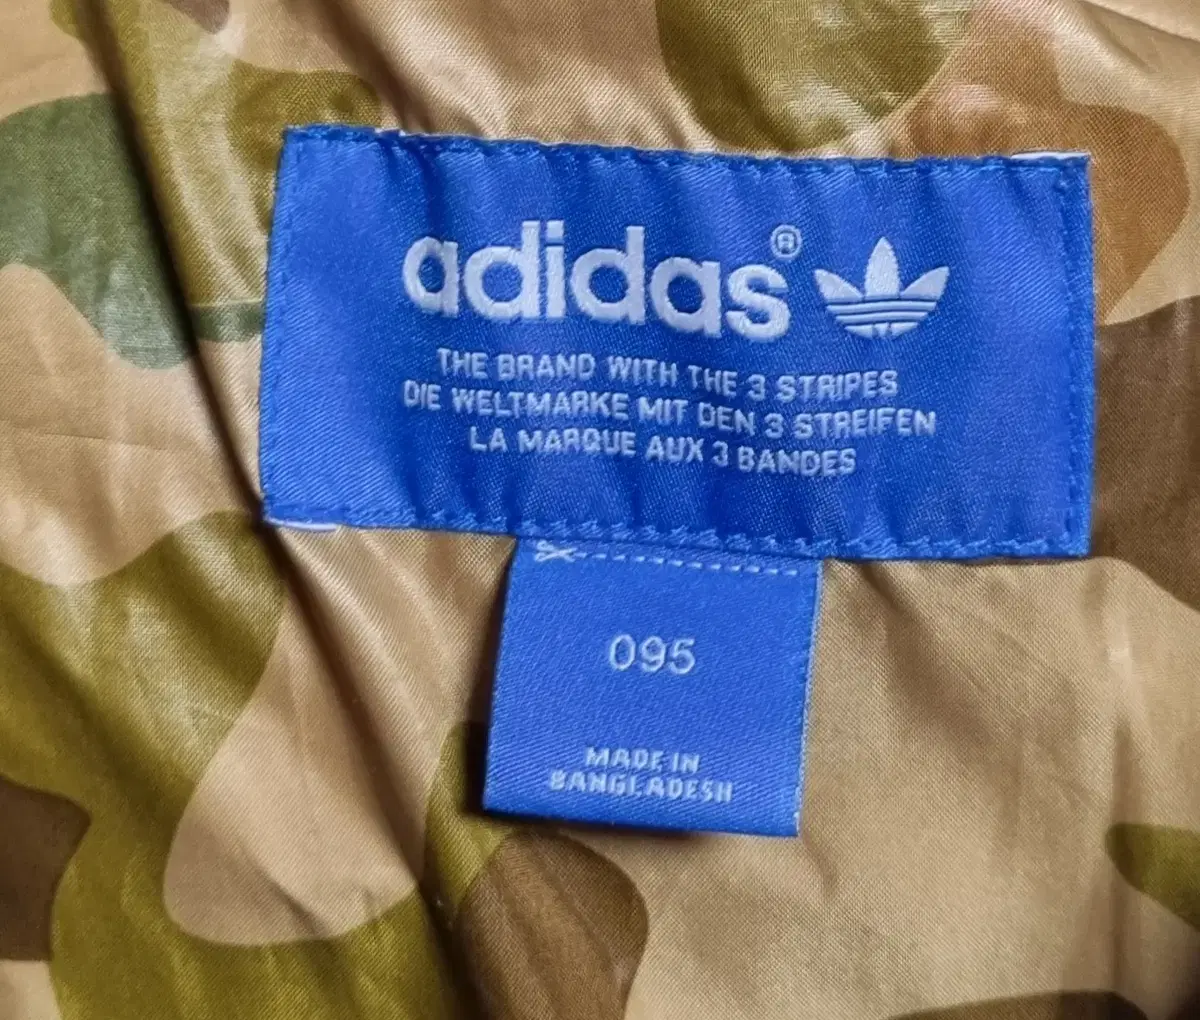 adidas®
THE BRAND WITH THE 3 STRIPES
DIE WELTMARKE MIT DEN 3 STREIFEN
LA MARQUE AUX 3 BANDES
095
MADE IN
BANGLADESH